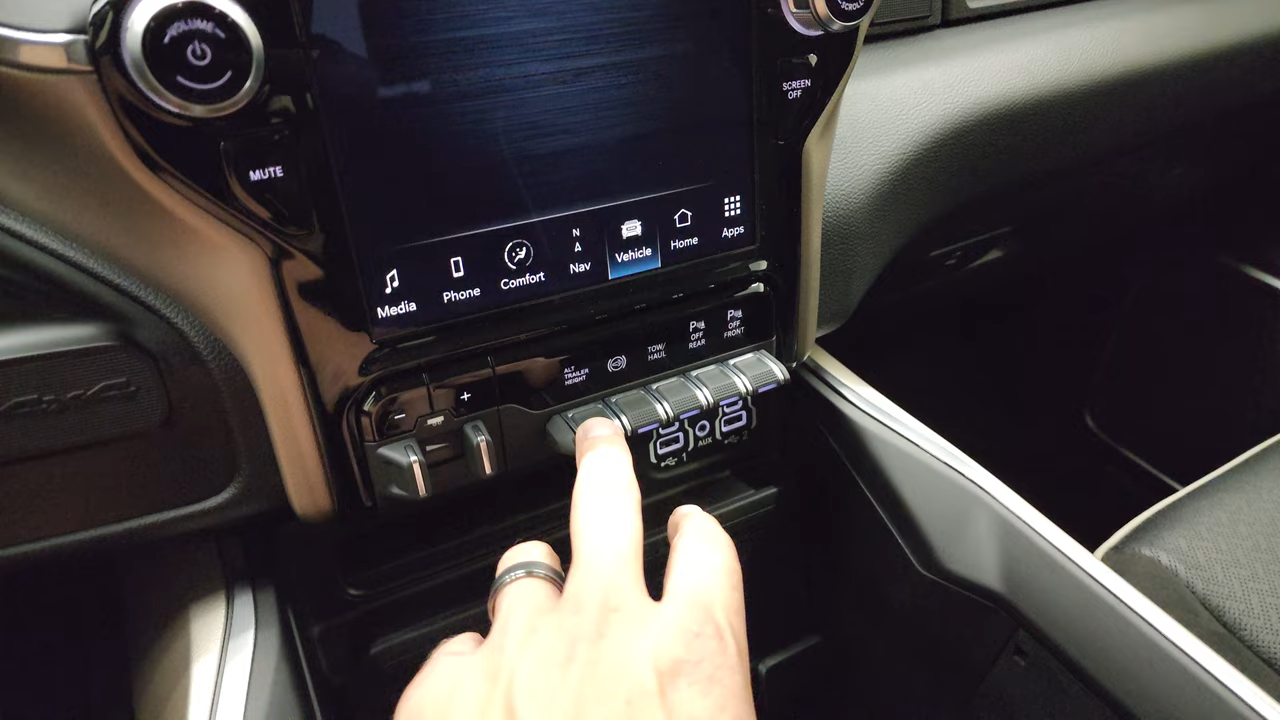 VOLUME
SCROLL
SCREEN
OFF
MUTE
N
Media
Phone
Comfort
Nav
Vehicle
Home
Apps
- +
ALT
TRAILER
HEIGHT
TOW/
HAUL
P
OFF
REAR
P
OFF
FRONT
1
AUX
2